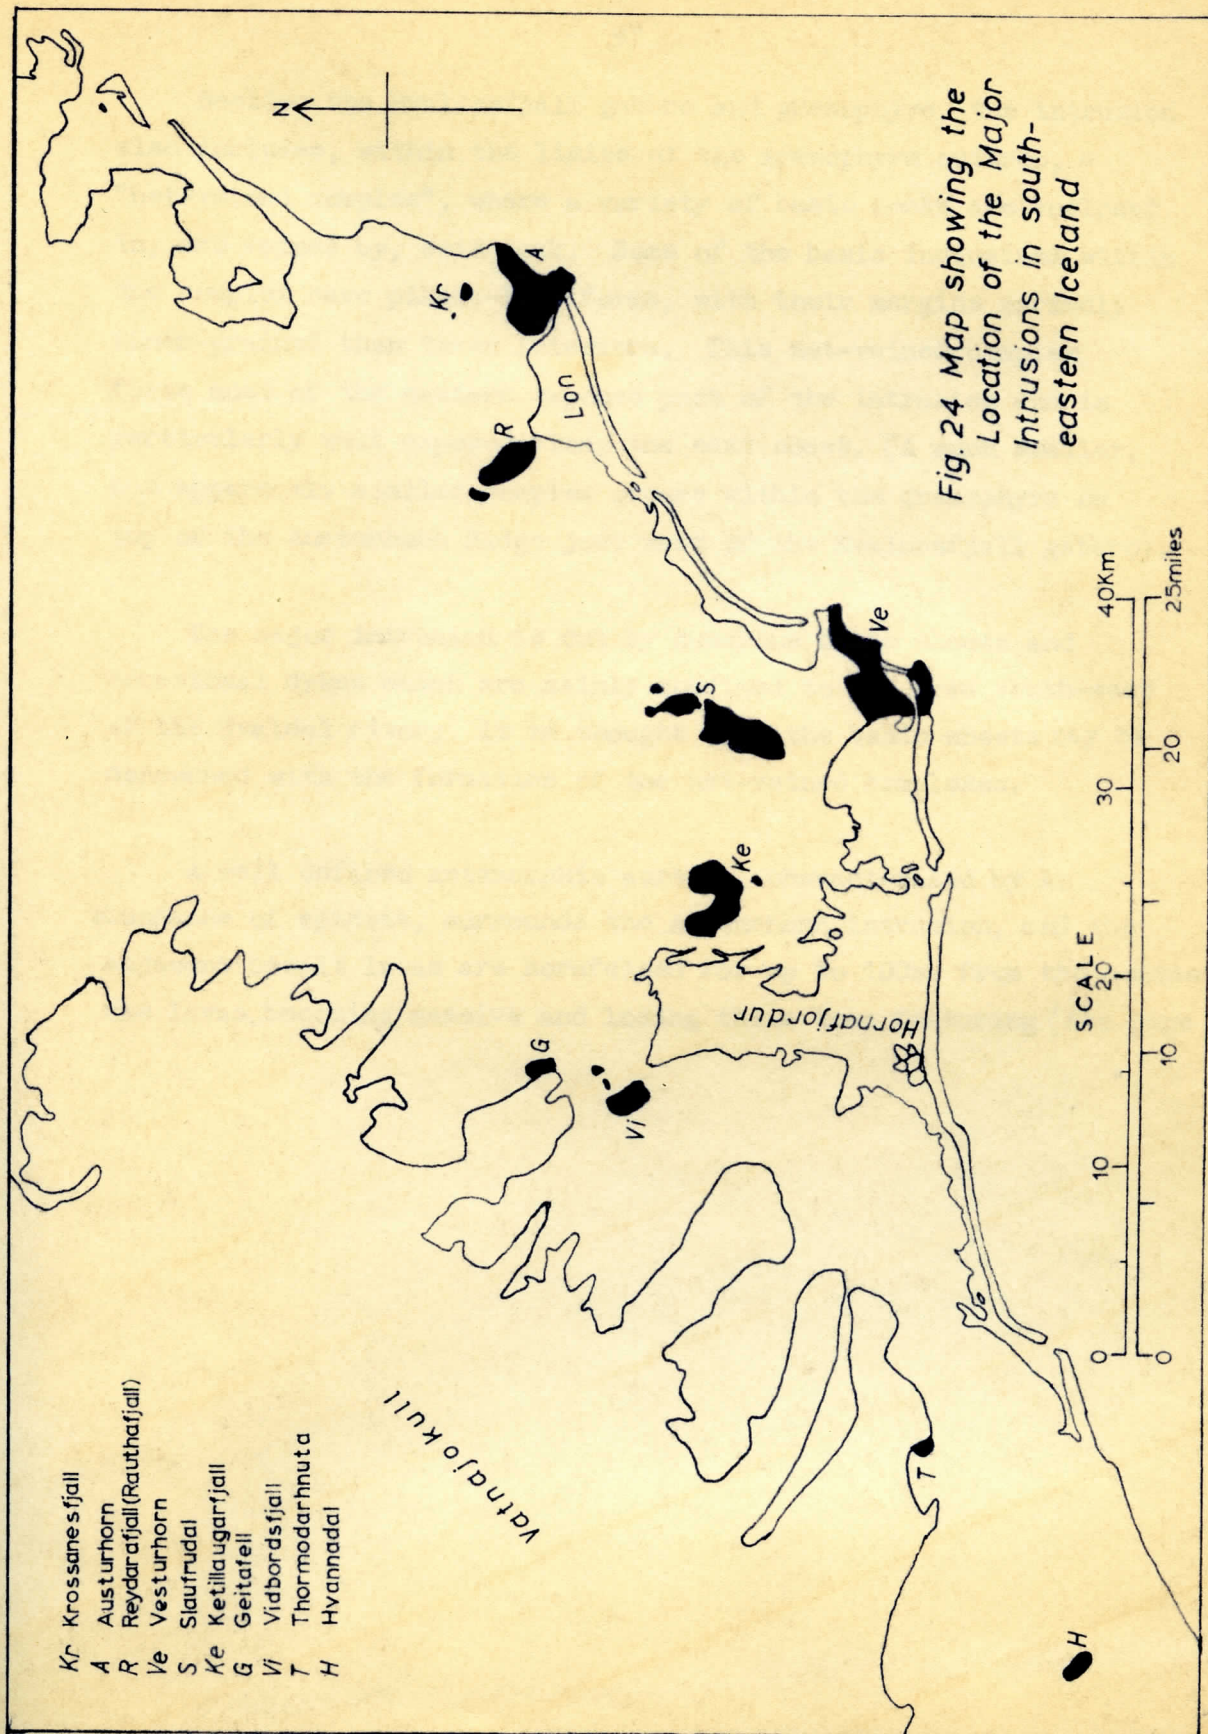 Kr Krossanesfjall
A Austurhorn
R Reydarafjall (Rauthafjall)
Ve Vesturhorn
S Slaufrudal
Ke Ketillaugarfjall
G Geitafell
Vi Vidbordsfjall
T Thormodarhnuta
H Hvannadal
N
Kr
A
R
Lon
S
Ve
Ke
G
Vi
Hornafjordur
Vatnajokull
T
H
SCALE
0 10 20 30 40Km
0 10 20 25miles
Fig. 24 Map showing the
Location of the Major
Intrusions in south-
eastern Iceland